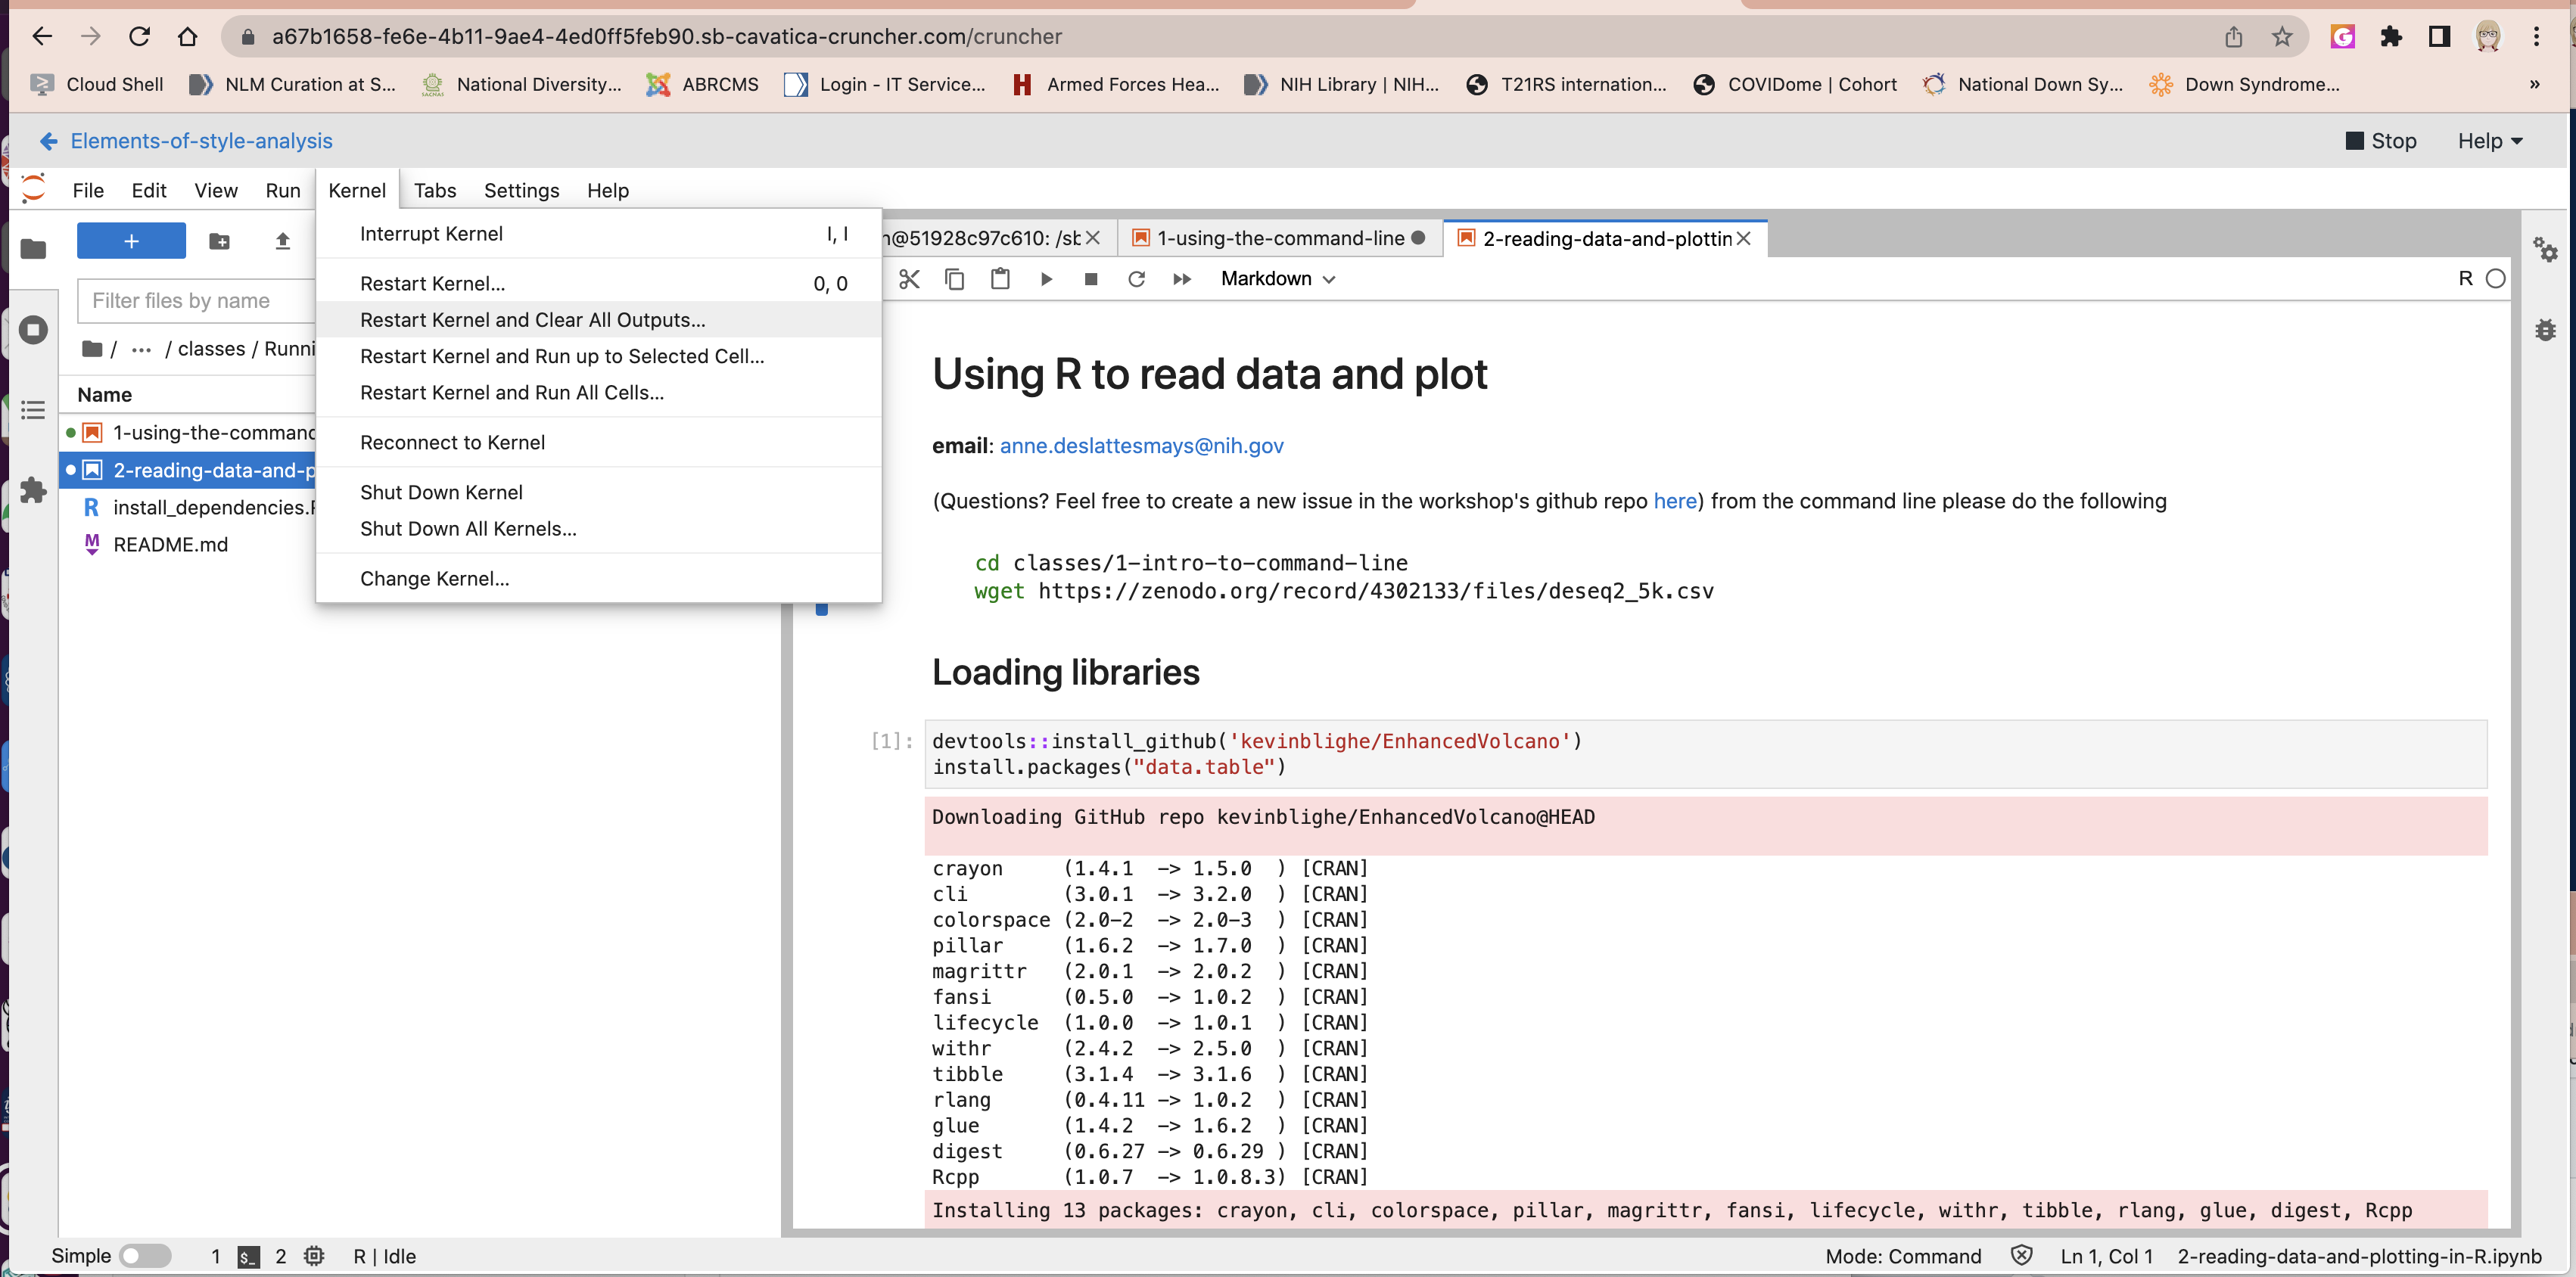 a67b1658-fe6e-4b11-9ae4-4ed0ff5feb90.sb-cavatica-cruncher.com/cruncher
Cloud Shell NLM Curation at S... National Diversity... ABRCMS Login - IT Service... Armed Forces Hea... NIH Library | NIH... T21RS internation... COVIDome | Cohort National Down Sy... Down Syndrome... »
Elements-of-style-analysis Stop Help
File Edit View Run Kernel Tabs Settings Help
Interrupt Kernel I, I
Restart Kernel... 0, 0
Restart Kernel and Clear All Outputs...
Restart Kernel and Run up to Selected Cell...
Restart Kernel and Run All Cells...
Reconnect to Kernel
Shut Down Kernel
Shut Down All Kernels...
Change Kernel...
+
Filter files by name
/ ... / classes / Runni
Name
1-using-the-command
2-reading-data-and-p
R install_dependencies.R
M README.md
n@51928c97c610: /sb 1-using-the-command-line 2-reading-data-and-plottin
Markdown R
Using R to read data and plot
email: anne.deslattesmays@nih.gov
(Questions? Feel free to create a new issue in the workshop's github repo here) from the command line please do the following
cd classes/1-intro-to-command-line
wget https://zenodo.org/record/4302133/files/deseq2_5k.csv
Loading libraries
[1]: devtools::install_github('kevinblighe/EnhancedVolcano')
install.packages("data.table")
Downloading GitHub repo kevinblighe/EnhancedVolcano@HEAD
crayon (1.4.1 -> 1.5.0 ) [CRAN]
cli (3.0.1 -> 3.2.0 ) [CRAN]
colorspace (2.0-2 -> 2.0-3 ) [CRAN]
pillar (1.6.2 -> 1.7.0 ) [CRAN]
magrittr (2.0.1 -> 2.0.2 ) [CRAN]
fansi (0.5.0 -> 1.0.2 ) [CRAN]
lifecycle (1.0.0 -> 1.0.1 ) [CRAN]
withr (2.4.2 -> 2.5.0 ) [CRAN]
tibble (3.1.4 -> 3.1.6 ) [CRAN]
rlang (0.4.11 -> 1.0.2 ) [CRAN]
glue (1.4.2 -> 1.6.2 ) [CRAN]
digest (0.6.27 -> 0.6.29 ) [CRAN]
Rcpp (1.0.7 -> 1.0.8.3) [CRAN]
Installing 13 packages: crayon, cli, colorspace, pillar, magrittr, fansi, lifecycle, withr, tibble, rlang, glue, digest, Rcpp
Simple 1 $_ 2 R | Idle Mode: Command Ln 1, Col 1 2-reading-data-and-plotting-in-R.ipynb